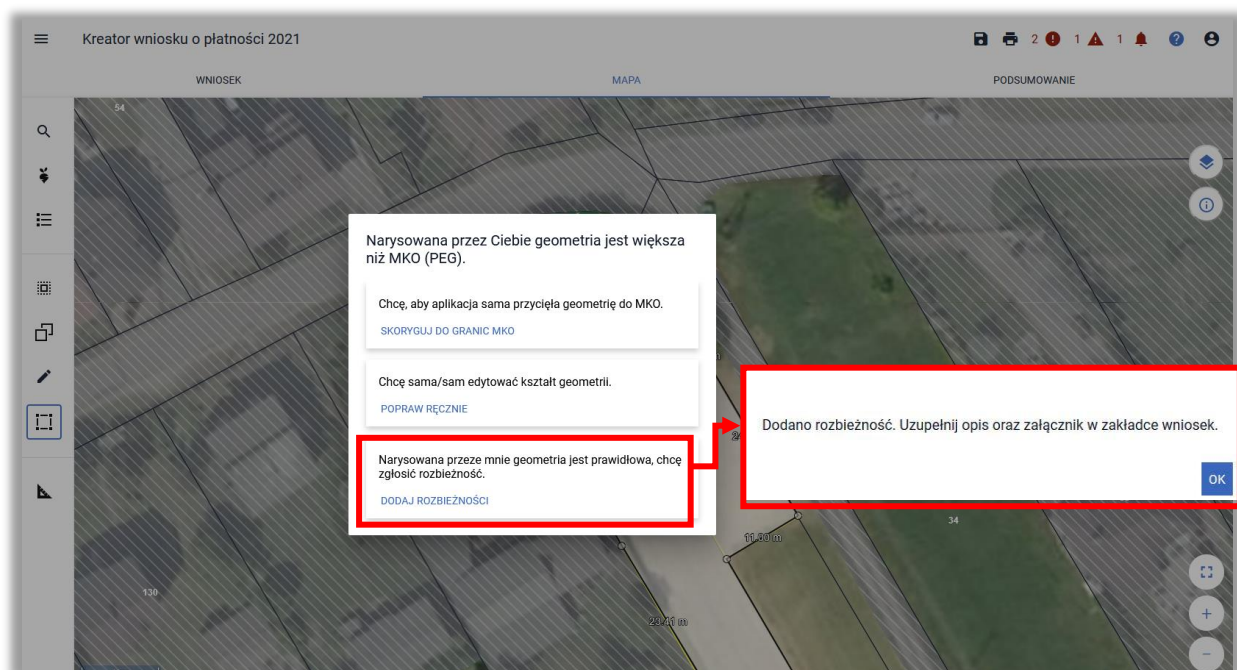 Kreator wniosku o płatności 2021
2 1 1
WNIOSEK
MAPA
PODSUMOWANIE
54
Narysowana przez Ciebie geometria jest większa
niż MKO (PEG).
Chcę, aby aplikacja sama przycięła geometrię do MKO.
SKORYGUJ DO GRANIC MKO
Chcę sama/sam edytować kształt geometrii.
POPRAW RĘCZNIE
Narysowana przeze mnie geometria jest prawidłowa, chcę
zgłosić rozbieżność.
DODAJ ROZBIEŻNOŚCI
Dodano rozbieżność. Uzupełnij opis oraz załącznik w zakładce wniosek.
OK
34
11.80 m
130
23.41 m